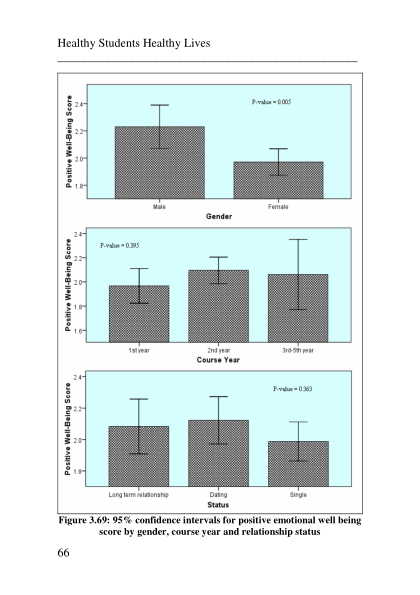 Healthy Students Healthy Lives
Positive Well-Being Score
2.4
2.2
2.0
1.8
P-value = 0.005
Male Female
Gender
Positive Well-Being Score
2.4
2.2
2.0
1.8
1.6
P-value = 0.395
1st year 2nd year 3rd-5th year
Course Year
Positive Well-Being Score
2.4
2.2
2.0
1.8
P-value = 0.363
Long term relationship Dating Single
Status
Figure 3.69: 95% confidence intervals for positive emotional well being
score by gender, course year and relationship status
66